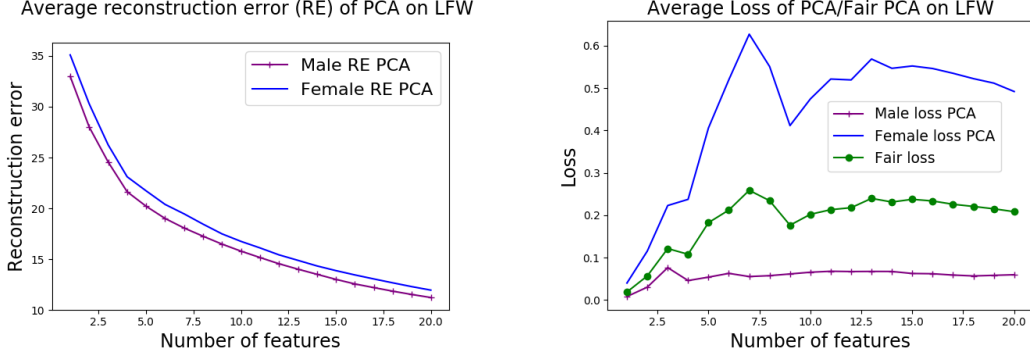 Average reconstruction error (RE) of PCA on LFW
35
30
25
20
15
10
Reconstruction error
Male RE PCA
Female RE PCA
2.5 5.0 7.5 10.0 12.5 15.0 17.5 20.0
Number of features
Average Loss of PCA/Fair PCA on LFW
0.6
0.5
0.4
0.3
0.2
0.1
0.0
Loss
Male loss PCA
Female loss PCA
Fair loss
2.5 5.0 7.5 10.0 12.5 15.0 17.5 20.0
Number of features